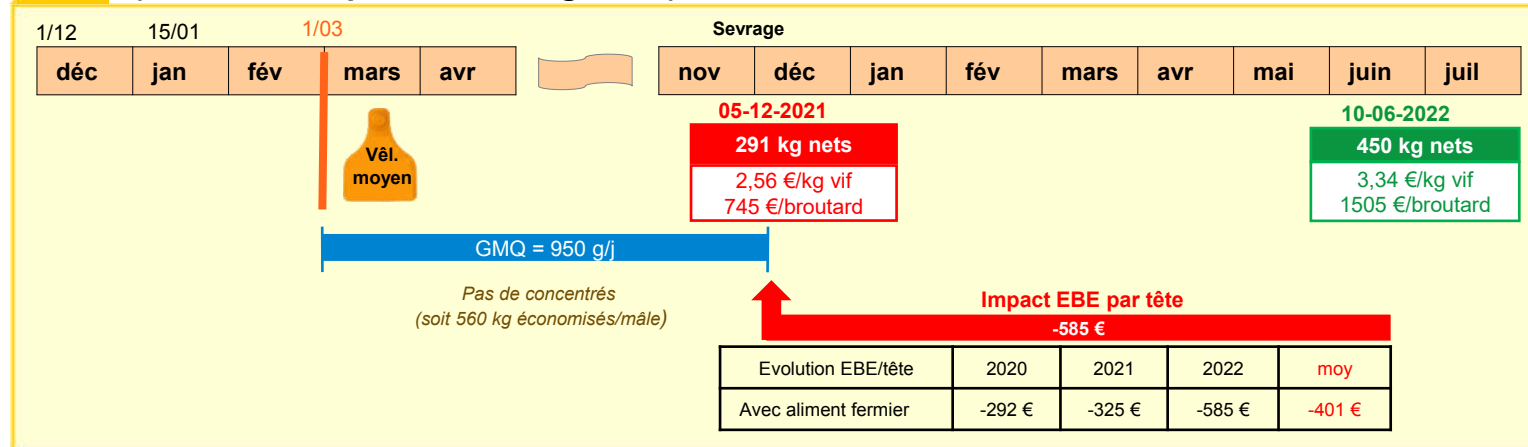 1/12 15/01 1/03 Sevrage
déc jan fév mars avr nov déc jan fév mars avr mai juin juil
05-12-2021 10-06-2022
Vêl.
moyen
291 kg nets
2,56 €/kg vif
745 €/broutard
450 kg nets
3,34 €/kg vif
1505 €/broutard
GMQ = 950 g/j
Pas de concentrés
(soit 560 kg économisés/mâle)
Impact EBE par tête
-585 €
Evolution EBE/tête 2020 2021 2022 moy
Avec aliment fermier -292 € -325 € -585 € -401 €